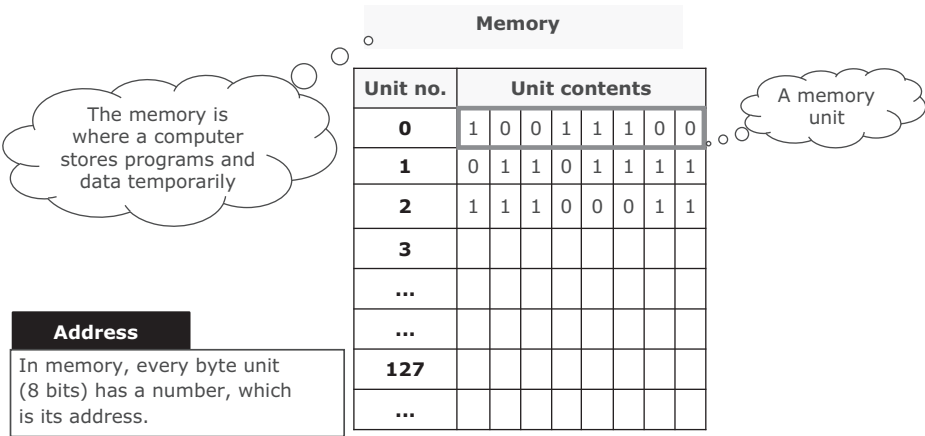 Memory
The memory is
where a computer
stores programs and
data temporarily
Unit no. Unit contents
0 1 0 0 1 1 1 0 0
1 0 1 1 0 1 1 1 1
2 1 1 1 0 0 0 1 1
3
...
...
127
...
A memory
unit
Address
In memory, every byte unit
(8 bits) has a number, which
is its address.